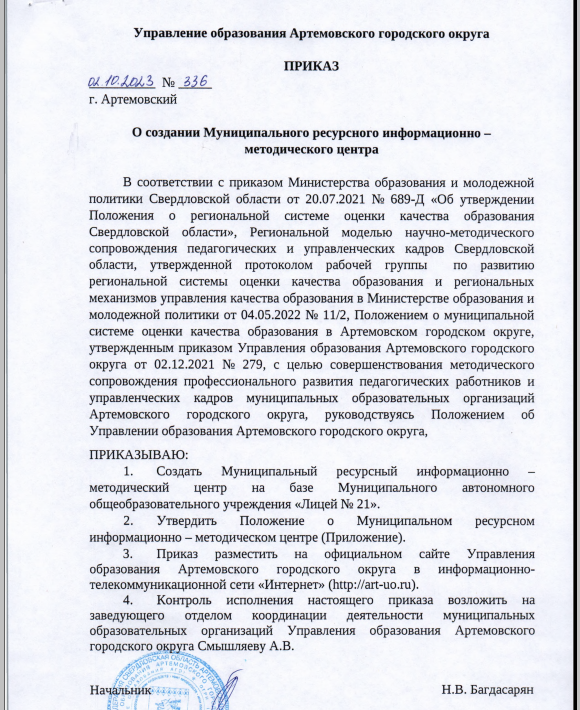 Управление образования Артемовского городского округа
ПРИКАЗ
02.10.2023 № 336
г. Артемовский
О создании Муниципального ресурсного информационно –
методического центра
В соответствии с приказом Министерства образования и молодежной
политики Свердловской области от 20.07.2021 № 689-Д «Об утверждении
Положения о региональной системе оценки качества образования
Свердловской области», Региональной моделью научно-методического
сопровождения педагогических и управленческих кадров Свердловской
области, утвержденной протоколом рабочей группы по развитию
региональной системы оценки качества образования и региональных
механизмов управления качества образования в Министерстве образования и
молодежной политики от 04.05.2022 № 11/2, Положением о муниципальной
системе оценки качества образования в Артемовском городском округе,
утвержденным приказом Управления образования Артемовского городского
округа от 02.12.2021 № 279, с целью совершенствования методического
сопровождения профессионального развития педагогических работников и
управленческих кадров муниципальных образовательных организаций
Артемовского городского округа, руководствуясь Положением об
Управлении образования Артемовского городского округа,
ПРИКАЗЫВАЮ:
1. Создать Муниципальный ресурсный информационно –
методический центр на базе Муниципального автономного
общеобразовательного учреждения «Лицей № 21».
2. Утвердить Положение о Муниципальном ресурсном
информационно – методическом центре (Приложение).
3. Приказ разместить на официальном сайте Управления
образования Артемовского городского округа в информационно-
телекоммуникационной сети «Интернет» (http://art-uo.ru).
4. Контроль исполнения настоящего приказа возложить на
заведующего отделом координации деятельности муниципальных
образовательных организаций Управления образования Артемовского
городского округа Смышляеву А.В.
Начальник Н.В. Багдасарян